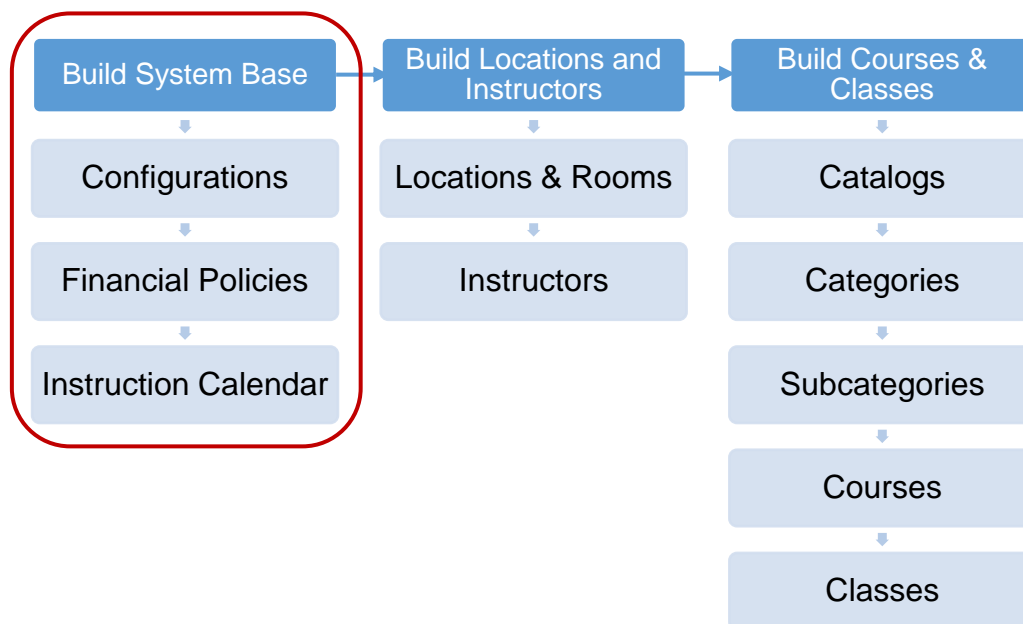 Build System Base
Configurations
Financial Policies
Instruction Calendar
Build Locations and
Instructors
Locations & Rooms
Instructors
Build Courses &
Classes
Catalogs
Categories
Subcategories
Courses
Classes